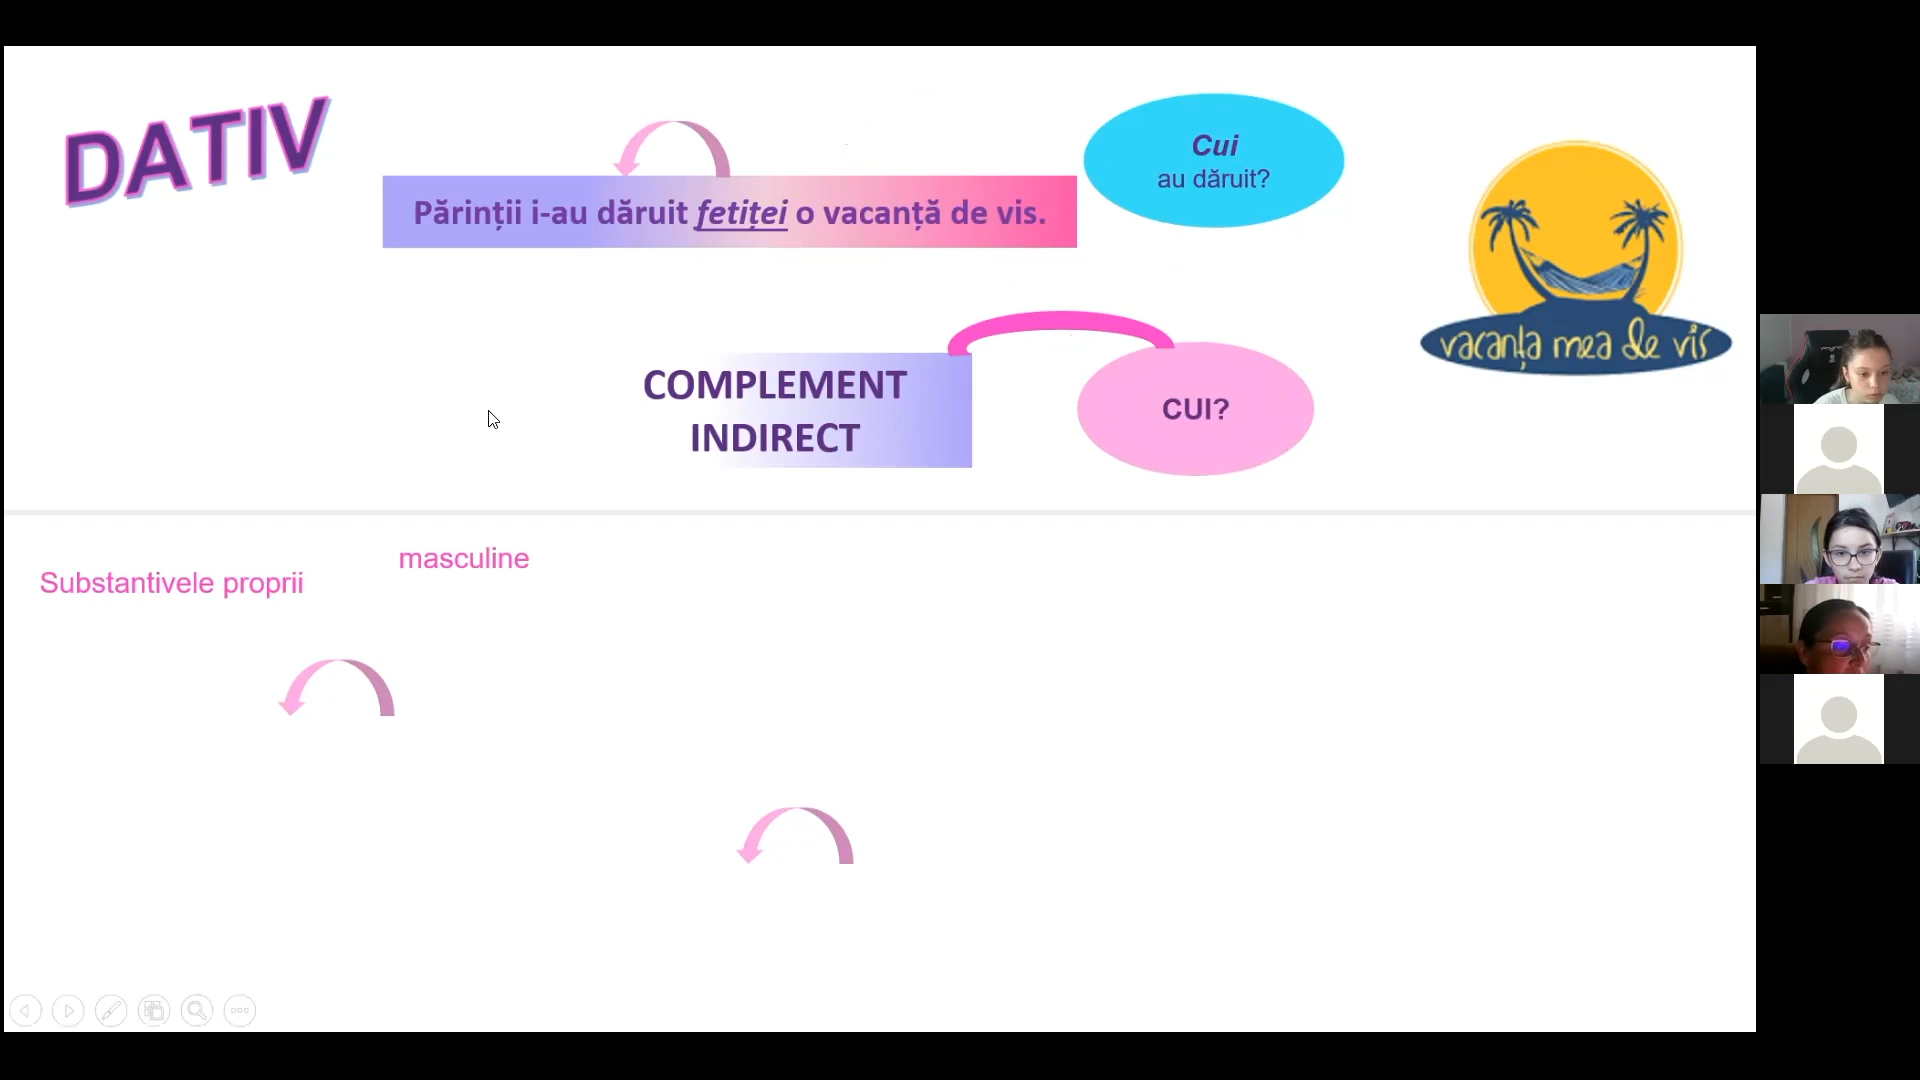 DATIV
Părinții i-au dăruit fetiței o vacanță de vis.
Cui
au dăruit?
vacanța mea de vis
COMPLEMENT
INDIRECT
CUI?
masculine
Substantivele proprii